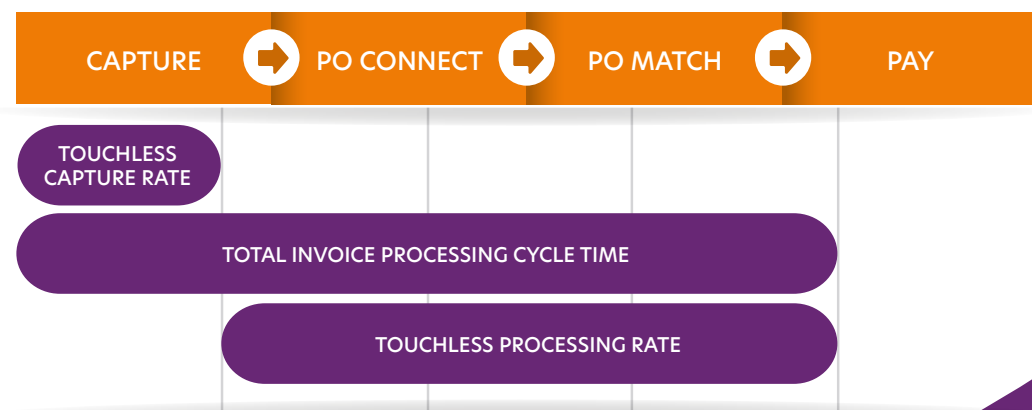 CAPTURE PO CONNECT PO MATCH PAY
TOUCHLESS
CAPTURE RATE
TOTAL INVOICE PROCESSING CYCLE TIME
TOUCHLESS PROCESSING RATE